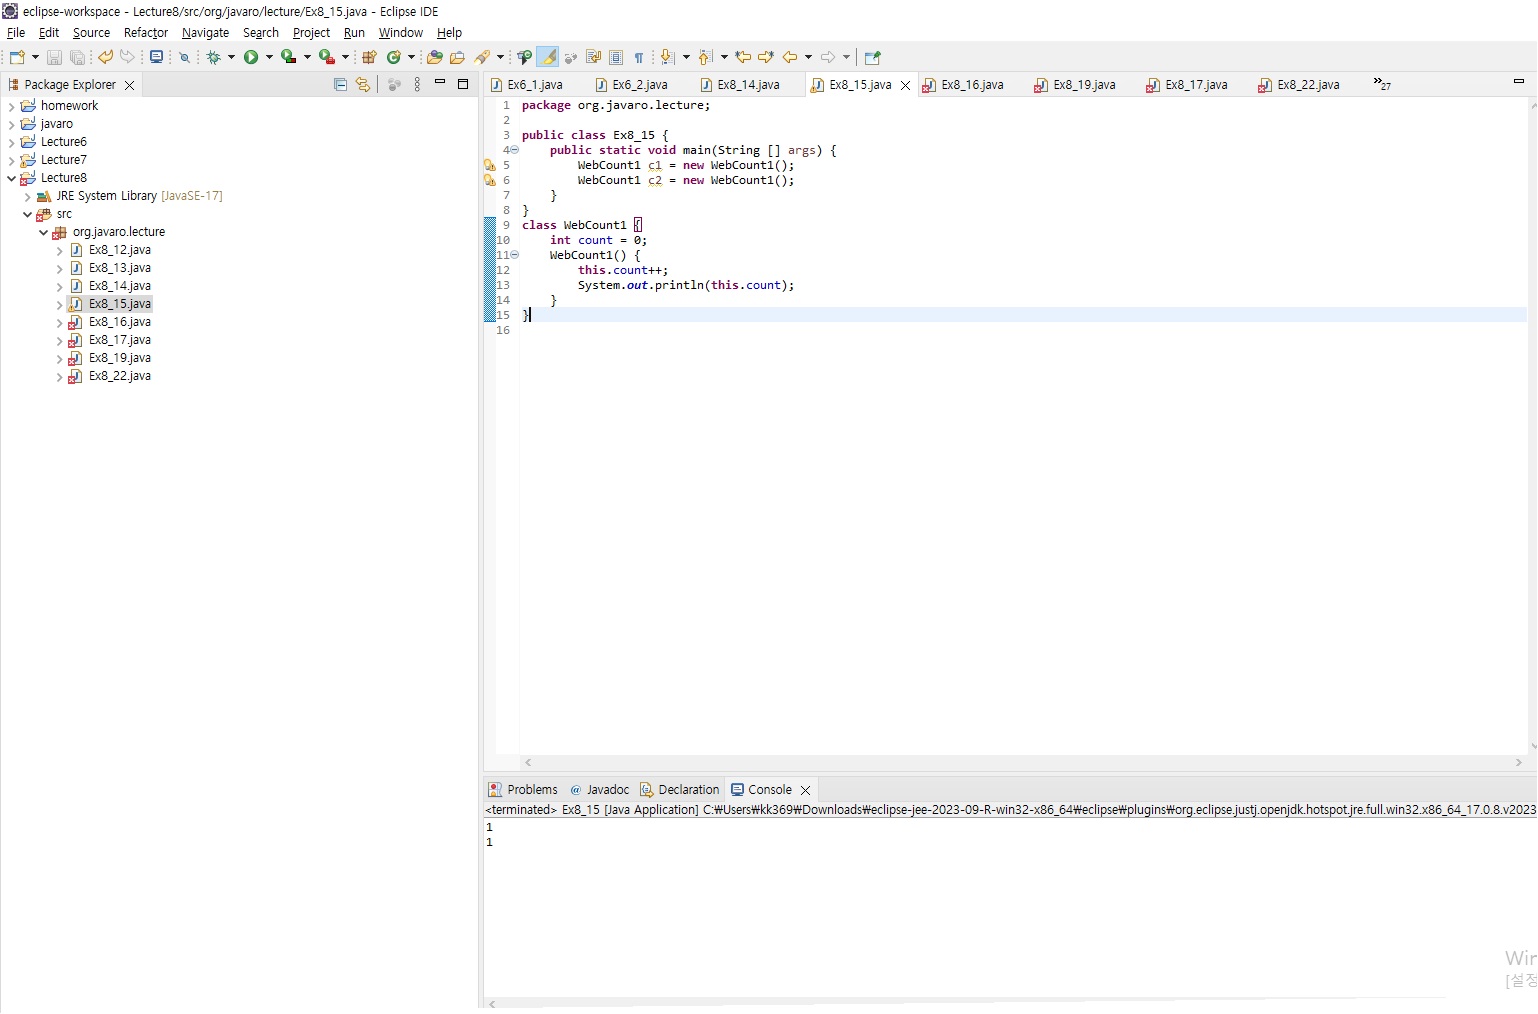 eclipse-workspace - Lecture8/src/org/javaro/lecture/Ex8_15.java - Eclipse IDE
File Edit Source Refactor Navigate Search Project Run Window Help
Package Explorer
homework
javaro
Lecture6
Lecture7
Lecture8
JRE System Library [JavaSE-17]
src
org.javaro.lecture
Ex8_12.java
Ex8_13.java
Ex8_14.java
Ex8_15.java
Ex8_16.java
Ex8_17.java
Ex8_19.java
Ex8_22.java
Ex6_1.java Ex6_2.java Ex8_14.java Ex8_15.java Ex8_16.java Ex8_19.java Ex8_17.java Ex8_22.java »27
1 package org.javaro.lecture;
2
3 public class Ex8_15 {
4 public static void main(String [] args) {
5 WebCount1 c1 = new WebCount1();
6 WebCount1 c2 = new WebCount1();
7 }
8 }
9 class WebCount1 {
10 int count = 0;
11 WebCount1() {
12 this.count++;
13 System.out.println(this.count);
14 }
15 }
16
Problems @ Javadoc Declaration Console
<terminated> Ex8_15 [Java Application] C:₩Users₩kk369₩Downloads₩eclipse-jee-2023-09-R-win32-x86_64₩eclipse₩plugins₩org.eclipse.justj.openjdk.hotspot.jre.full.win32.x86_64_17.0.8.v2023
1
1
Win
[설정